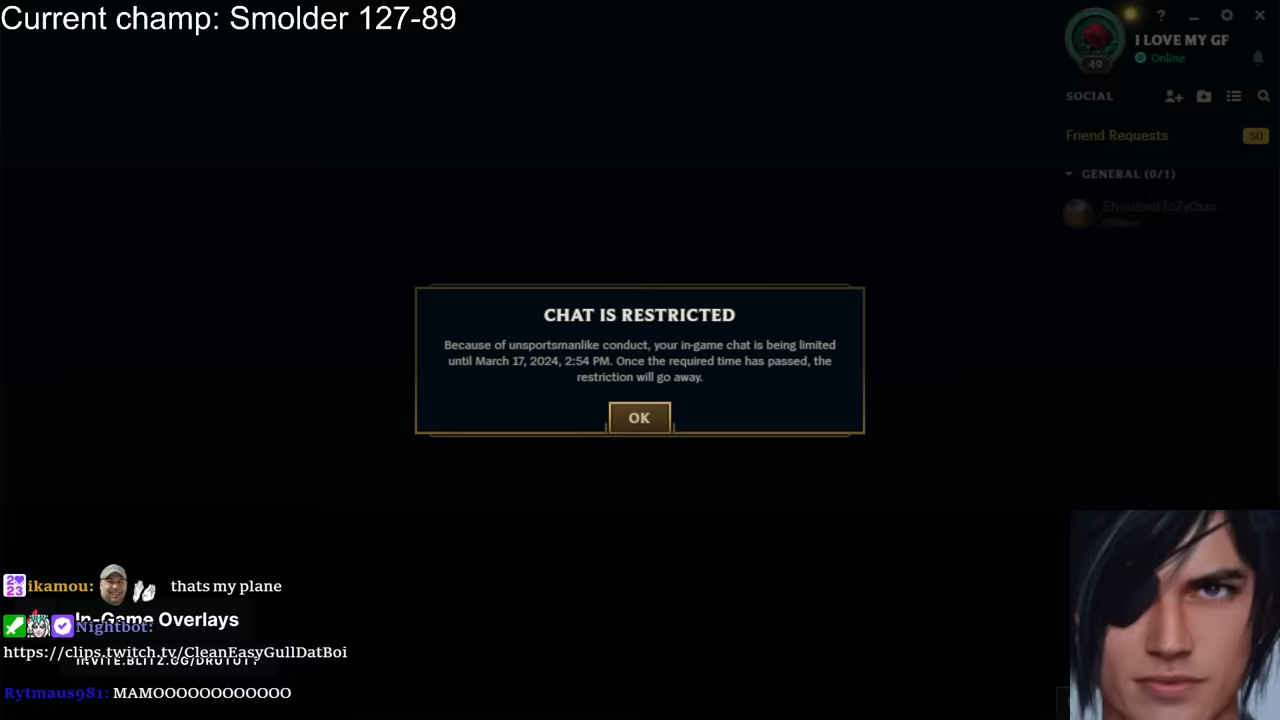 Current champ: Smolder 127-89
I LOVE MY GF
49
Online
SOCIAL
Friend Requests
50
GENERAL (0/1)
CHAT IS RESTRICTED
Because of unsportsmanlike conduct, your in-game chat is being limited
until March 17, 2024, 2:54 PM. Once the required time has passed, the
restriction will go away.
OK
2023
ikamou: thats my plane
In-Game Overlays
Nightbot:
https://clips.twitch.tv/CleanEasyGullDatBoi
Rytmaus981: MAMOOOOOOOOOOOO